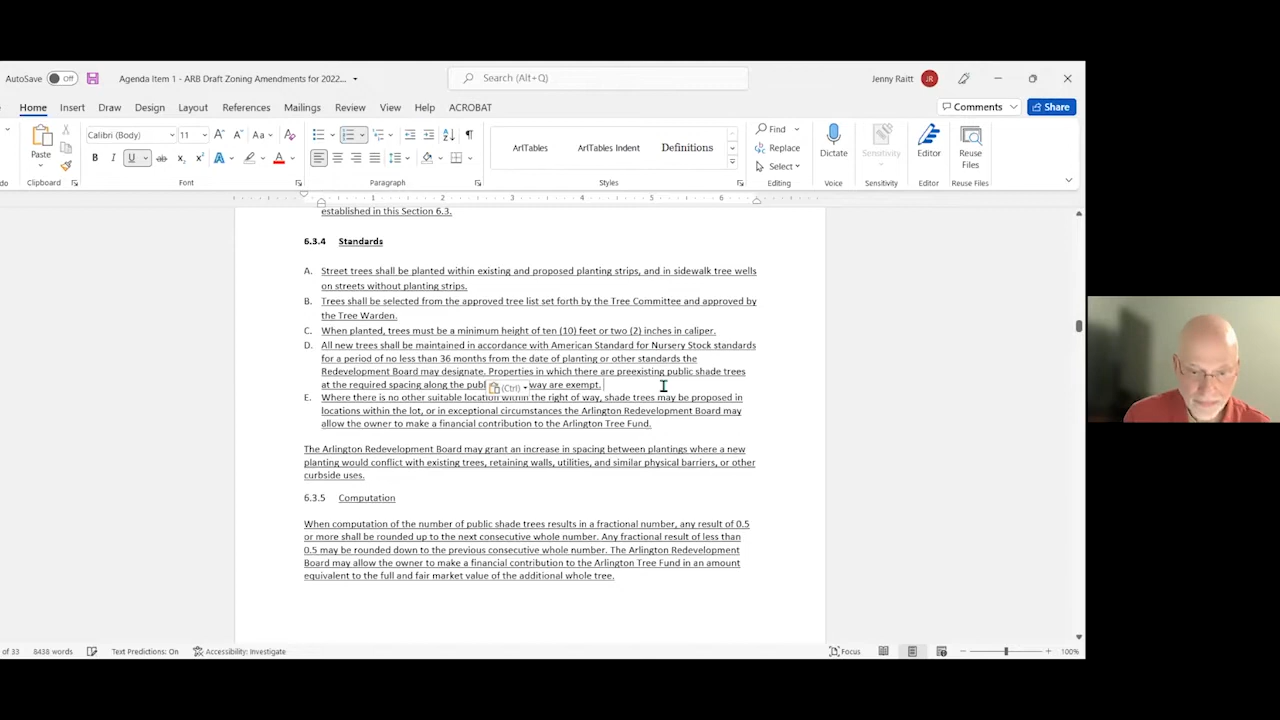 AutoSave Off Agenda Item 1 - ARB Draft Zoning Amendments for 2022... Search (Alt+Q) Jenny Raitt JR
Home Insert Draw Design Layout References Mailings Review View Help ACROBAT Comments Share
Paste Calibri (Body) 11 ArlTables ArlTables Indent Definitions Find Replace Select Dictate Sensitivity Editor Reuse Files
Clipboard Font Paragraph Styles Editing Voice Sensitivity Editor Reuse Files
1 2 3 4 5 6
established in this Section 6.3.
6.3.4 Standards
A. Street trees shall be planted within existing and proposed planting strips, and in sidewalk tree wells
on streets without planting strips.
B. Trees shall be selected from the approved tree list set forth by the Tree Committee and approved by
the Tree Warden.
C. When planted, trees must be a minimum height of ten (10) feet or two (2) inches in caliper.
D. All new trees shall be maintained in accordance with American Standard for Nursery Stock standards
for a period of no less than 36 months from the date of planting or other standards the
Redevelopment Board may designate. Properties in which there are preexisting public shade trees
at the required spacing along the publ (Ctrl) way are exempt.
E. Where there is no other suitable location within the right of way, shade trees may be proposed in
locations within the lot, or in exceptional circumstances the Arlington Redevelopment Board may
allow the owner to make a financial contribution to the Arlington Tree Fund.
The Arlington Redevelopment Board may grant an increase in spacing between plantings where a new
planting would conflict with existing trees, retaining walls, utilities, and similar physical barriers, or other
curbside uses.
6.3.5 Computation
When computation of the number of public shade trees results in a fractional number, any result of 0.5
or more shall be rounded up to the next consecutive whole number. Any fractional result of less than
0.5 may be rounded down to the previous consecutive whole number. The Arlington Redevelopment
Board may allow the owner to make a financial contribution to the Arlington Tree Fund in an amount
equivalent to the full and fair market value of the additional whole tree.
of 33 8438 words Text Predictions: On Accessibility: Investigate Focus 100%